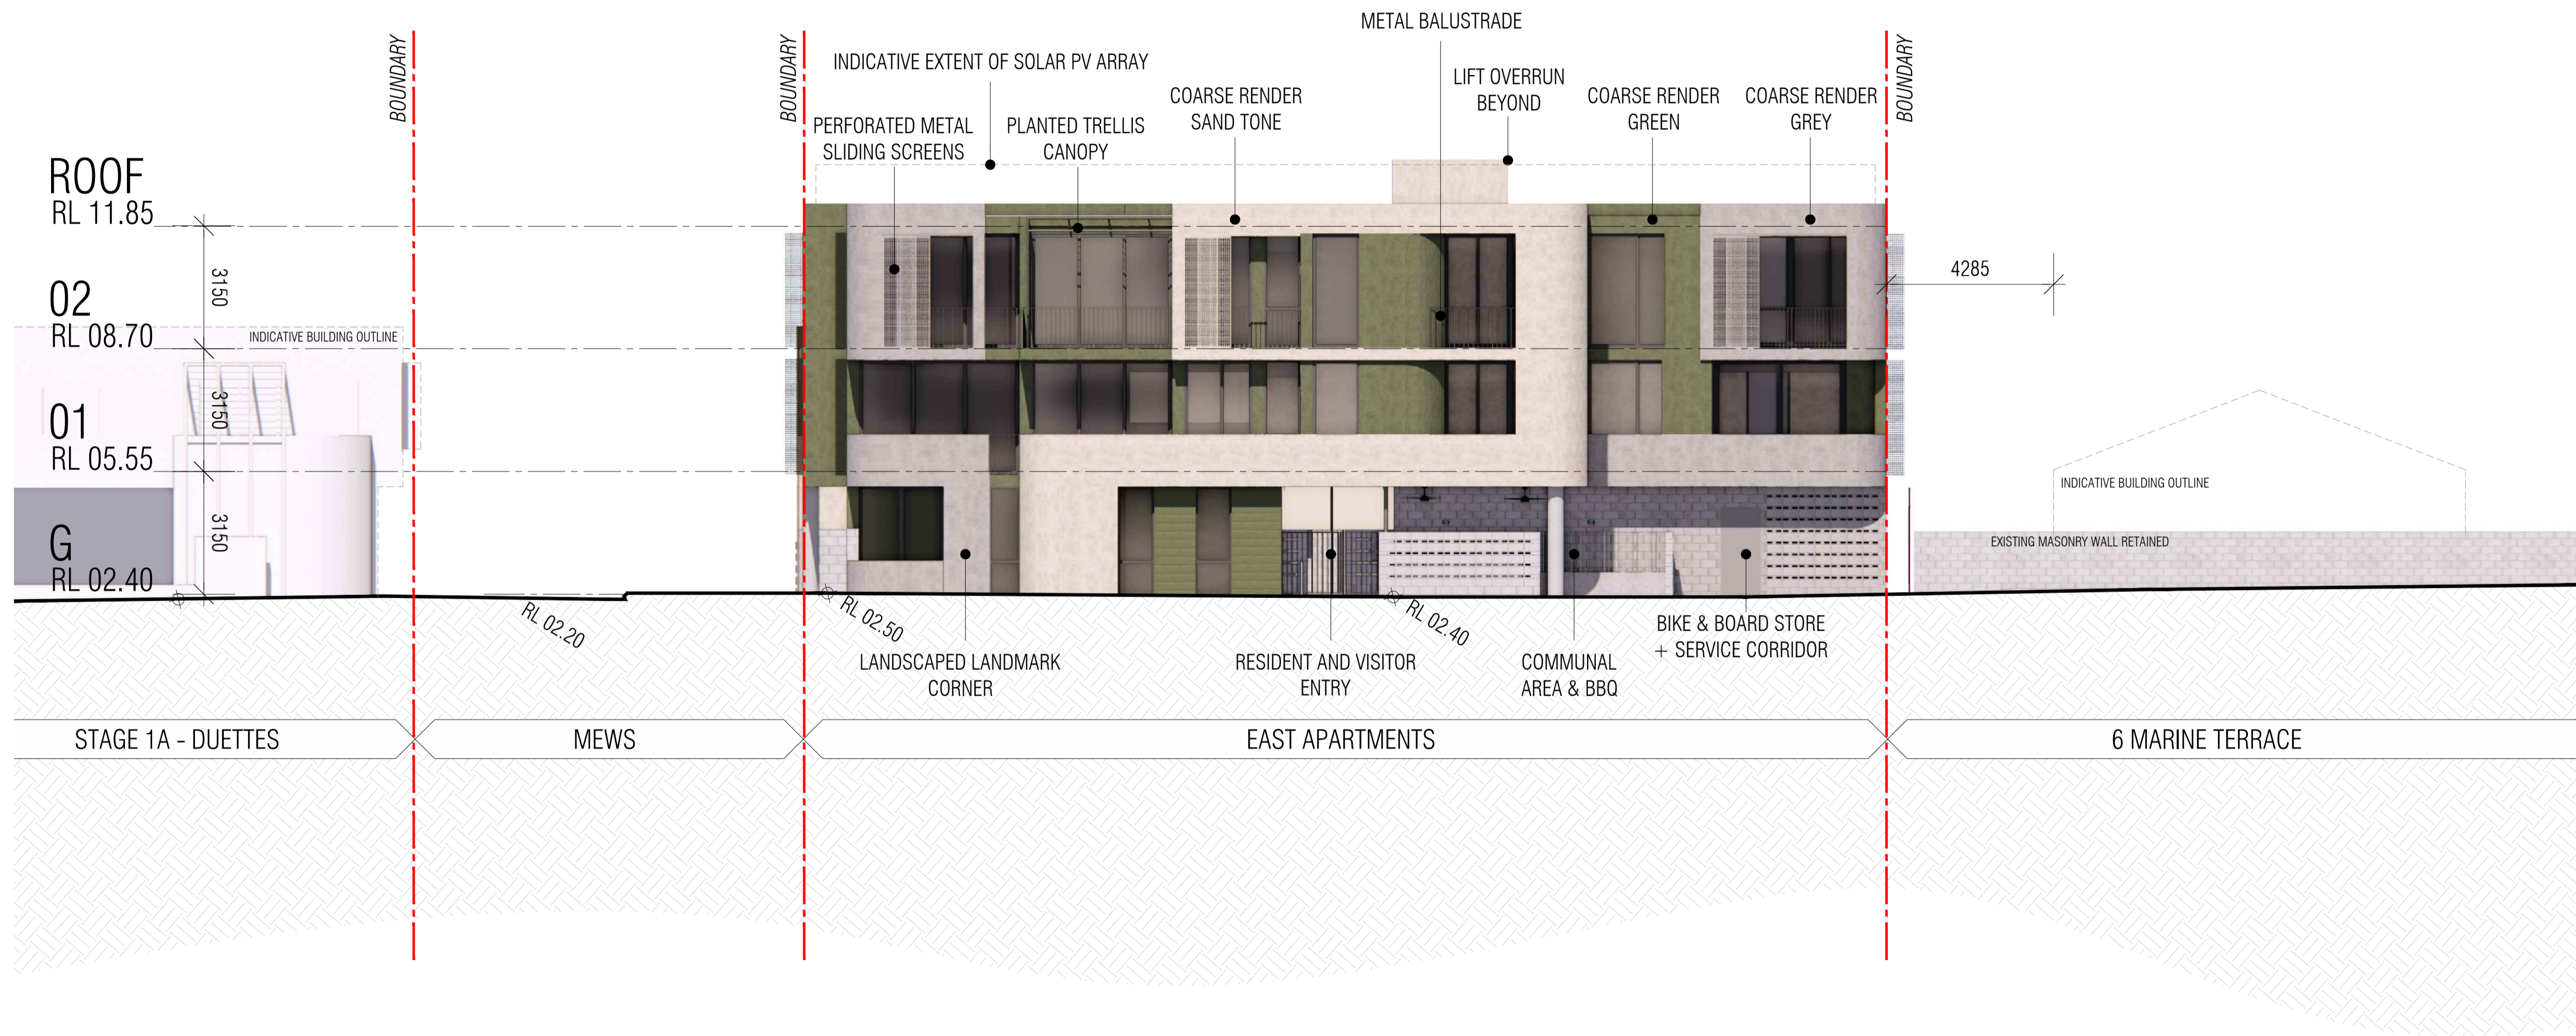 METAL BALUSTRADE
BOUNDARY
BOUNDARY
BOUNDARY
INDICATIVE EXTENT OF SOLAR PV ARRAY
LIFT OVERRUN
BEYOND
COARSE RENDER
SAND TONE
COARSE RENDER
GREEN
COARSE RENDER
GREY
PERFORATED METAL
SLIDING SCREENS
PLANTED TRELLIS
CANOPY
ROOF
RL 11.85
3150
4285
02
RL 08.70
INDICATIVE BUILDING OUTLINE
3150
01
RL 05.55
INDICATIVE BUILDING OUTLINE
3150
G
RL 02.40
EXISTING MASONRY WALL RETAINED
RL 02.20
RL 02.50
RL 02.40
LANDSCAPED LANDMARK
CORNER
RESIDENT AND VISITOR
ENTRY
COMMUNAL
AREA & BBQ
BIKE & BOARD STORE
+ SERVICE CORRIDOR
STAGE 1A - DUETTES
MEWS
EAST APARTMENTS
6 MARINE TERRACE